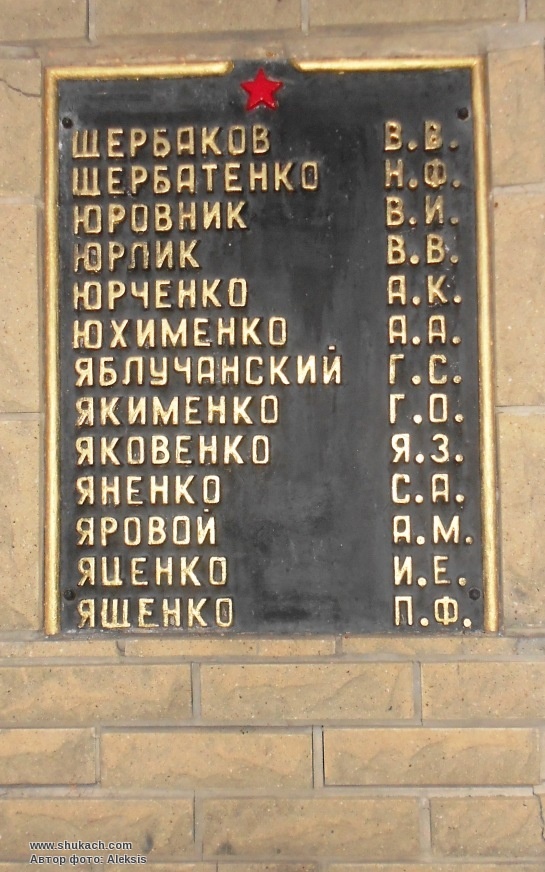 ЩЕРБАКОВ В.В.
ЩЕРБАТЕНКО Н.Ф.
ЮРОВНИК В.И.
ЮРЛИК В.В.
ЮРЧЕНКО А.К.
ЮХИМЕНКО А.А.
ЯБЛУЧАНСКИЙ Г.С.
ЯКИМЕНКО Г.О.
ЯКОВЕНКО Я.З.
ЯНЕНКО С.А.
ЯРОВОЙ А.М.
ЯЦЕНКО И.Е.
ЯЩЕНКО П.Ф.
www.shukach.com
Автор фото: Aleksis